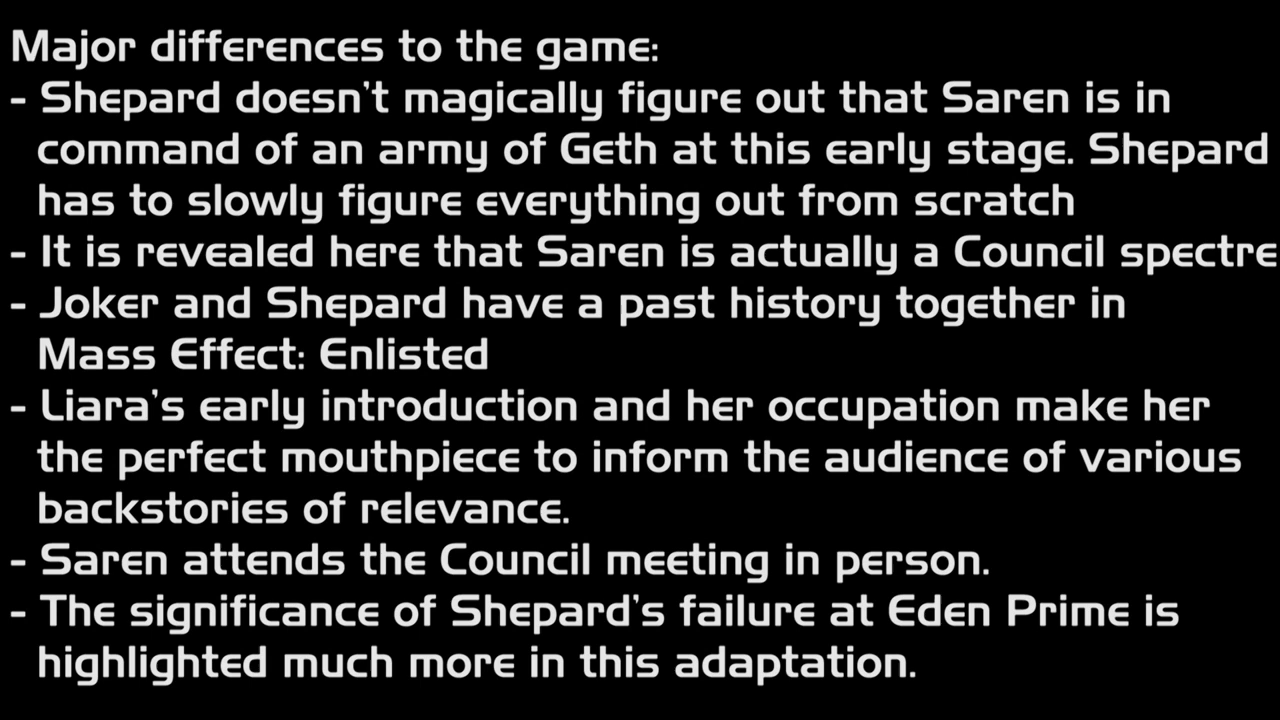 Major differences to the game:
- Shepard doesn't magically figure out that Saren is in
command of an army of Geth at this early stage. Shepard
has to slowly figure everything out from scratch
- It is revealed here that Saren is actually a Council spectre
- Joker and Shepard have a past history together in
Mass Effect: Enlisted
- Liara's early introduction and her occupation make her
the perfect mouthpiece to inform the audience of various
backstories of relevance.
- Saren attends the Council meeting in person.
- The significance of Shepard's failure at Eden Prime is
highlighted much more in this adaptation.